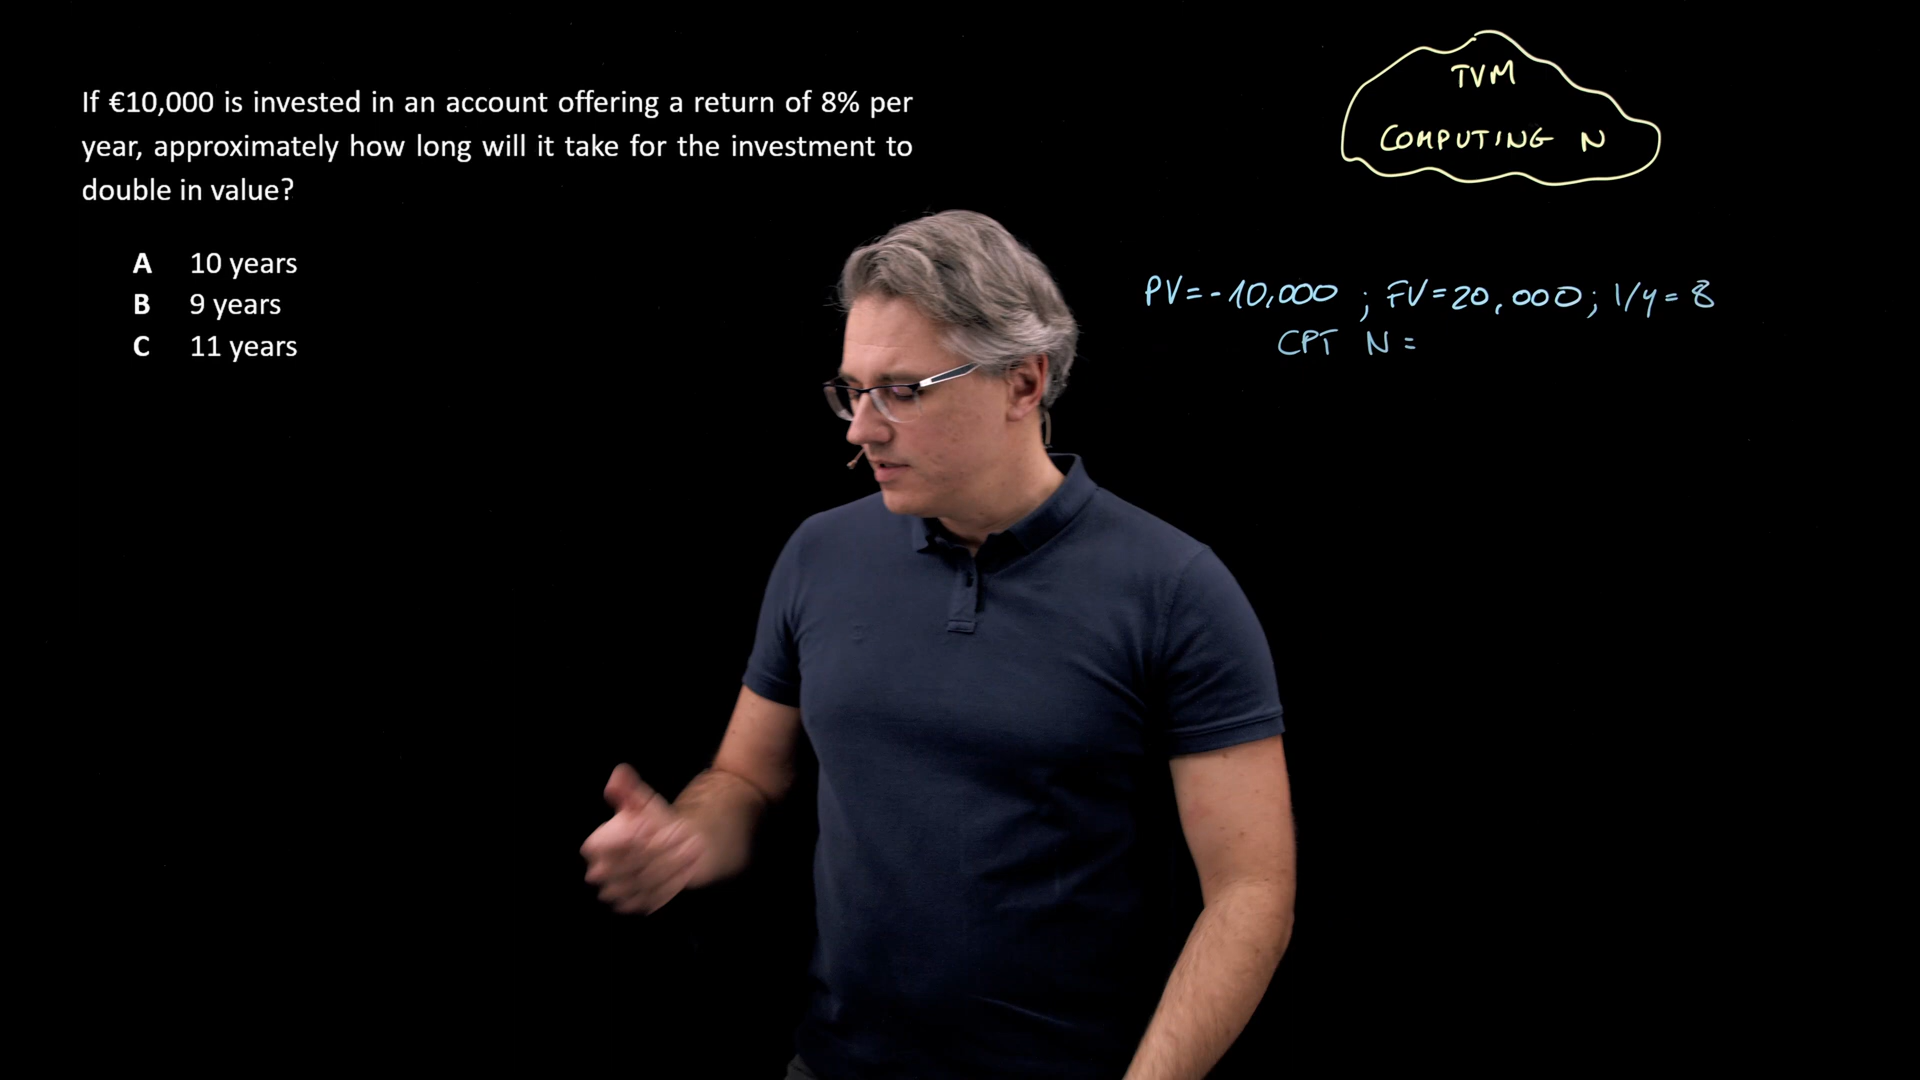 If €10,000 is invested in an account offering a return of 8% per
year, approximately how long will it take for the investment to
double in value?
A 10 years
B 9 years
C 11 years
TVM
COMPUTING N
PV=-10,000 ; FV=20,000; I/Y=8
CPT N=